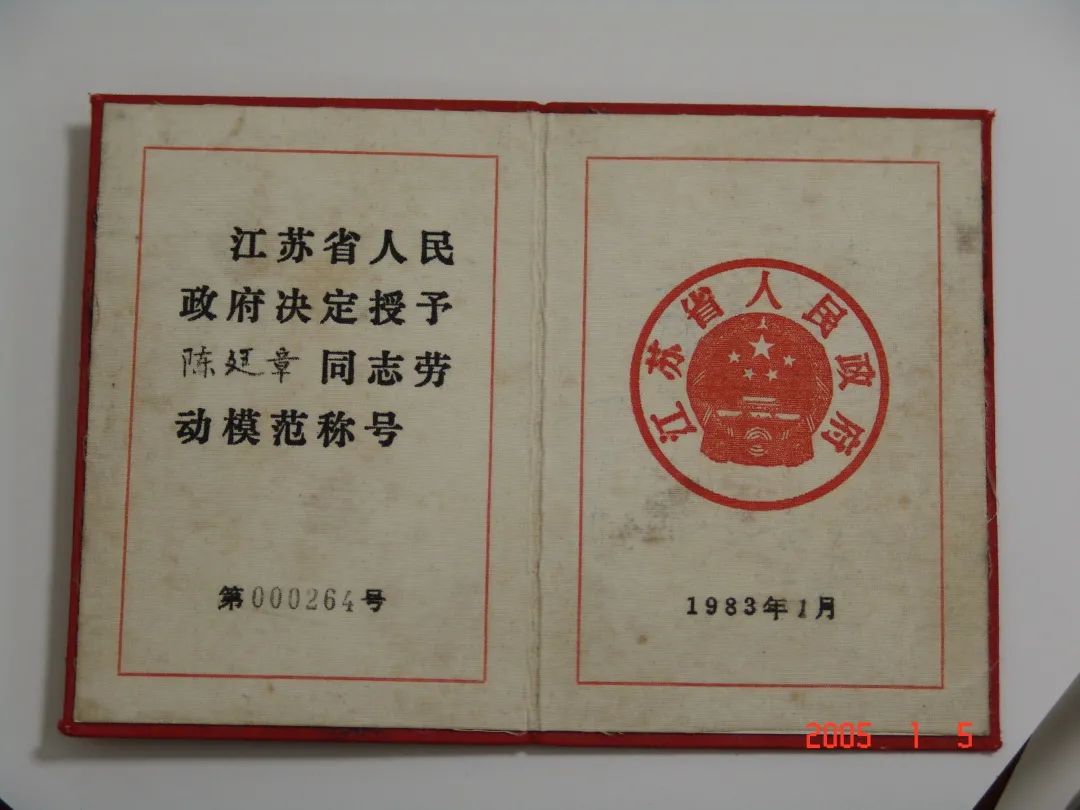 江苏省人民
政府决定授予
陈廷章同志劳
动模范称号
第000264号
江苏省人民政府
1983年1月
2005 1 5